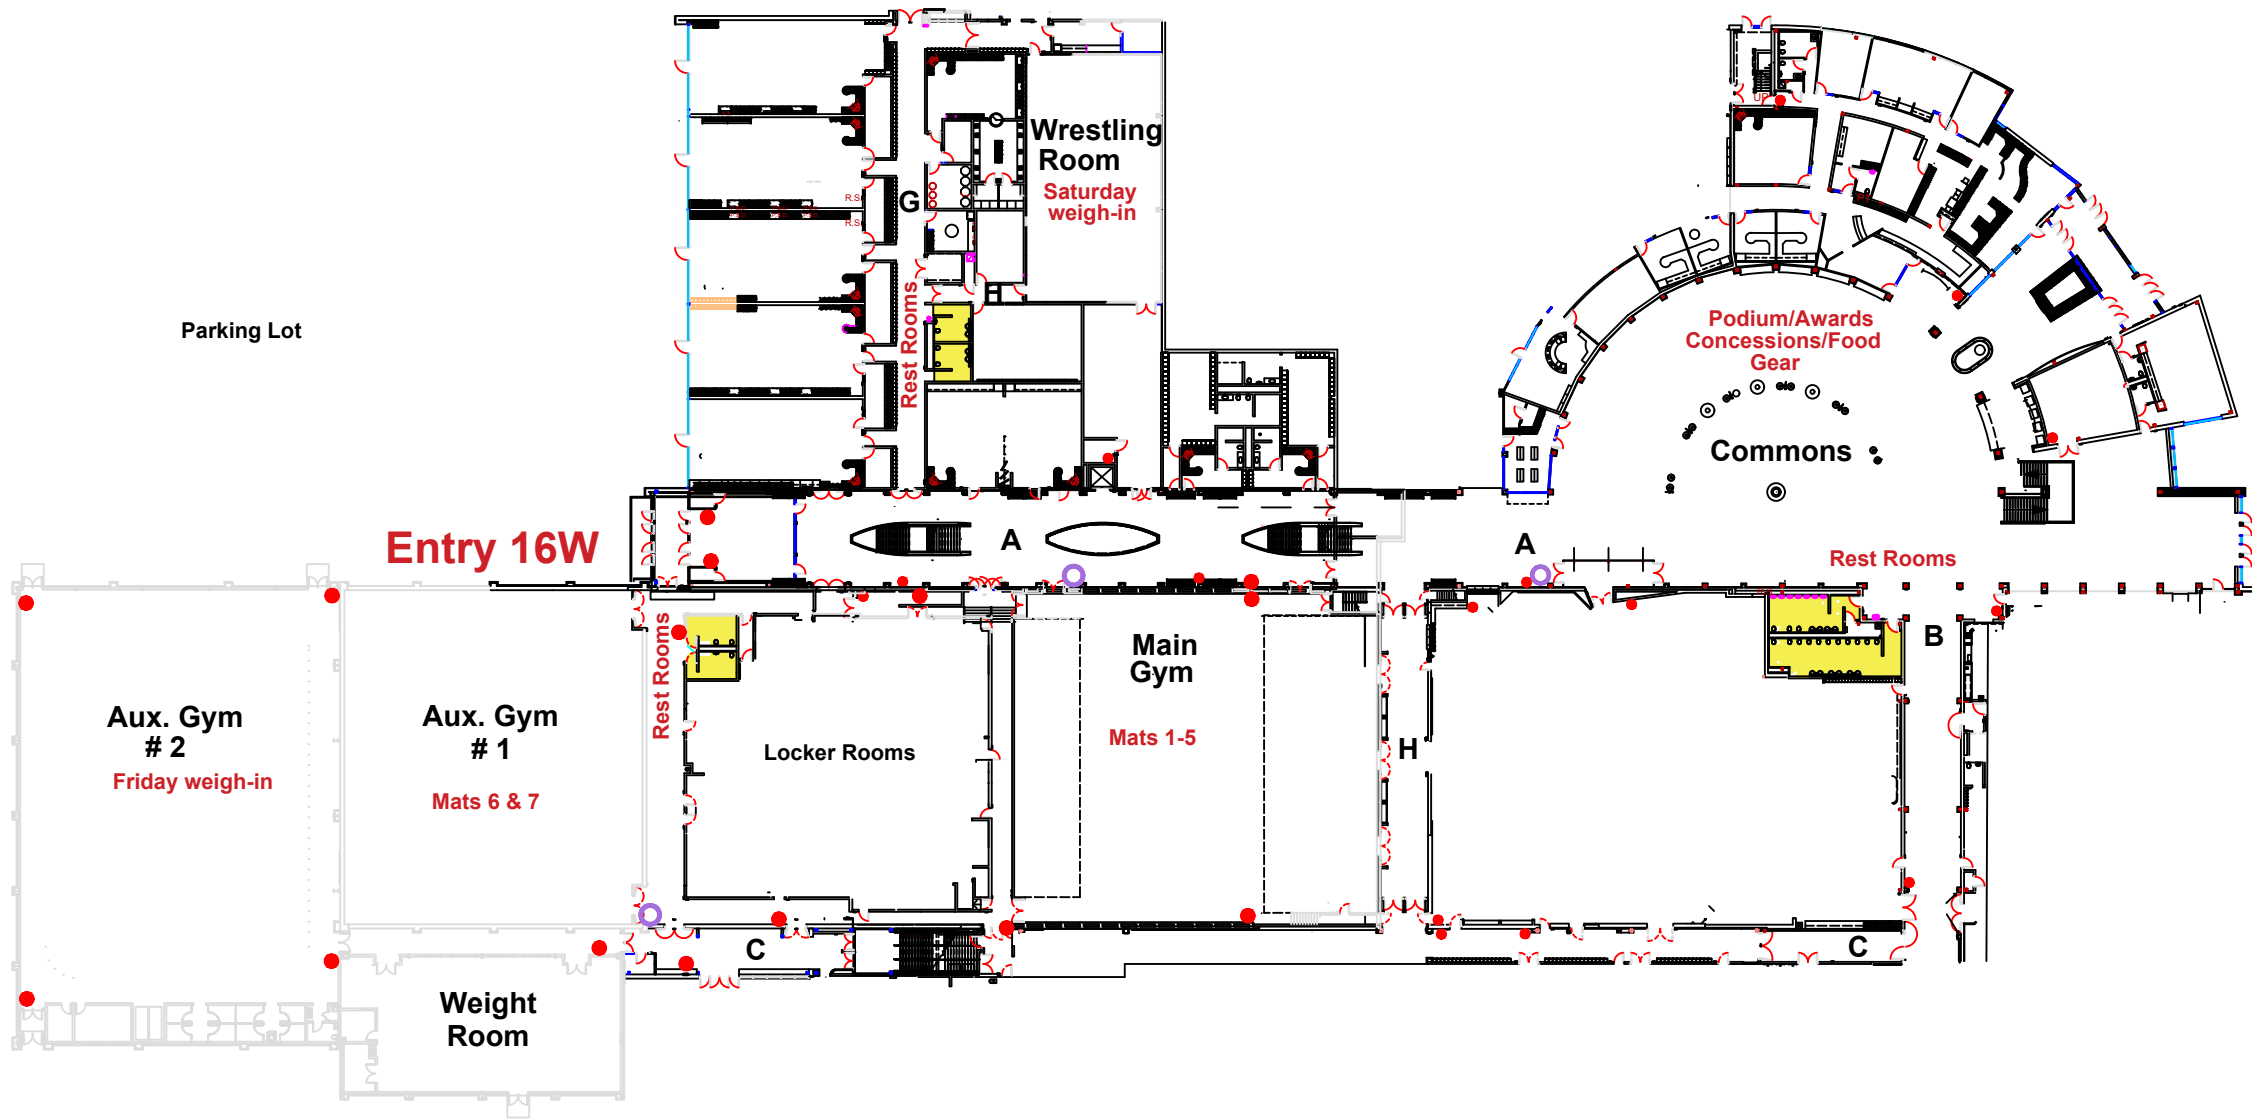 UP
Wrestling
Room
Saturday
weigh-in
R.S.
G
R.S.
Rest Rooms
Parking Lot
Podium/Awards
Concessions/Food
Gear
Commons
Entry 16W
A
A
Rest Rooms
B
Rest Rooms
Main
Gym
Mats 1-5
H
Aux. Gym
# 2
Friday weigh-in
Aux. Gym
# 1
Mats 6 & 7
Locker Rooms
C
C
Weight
Room